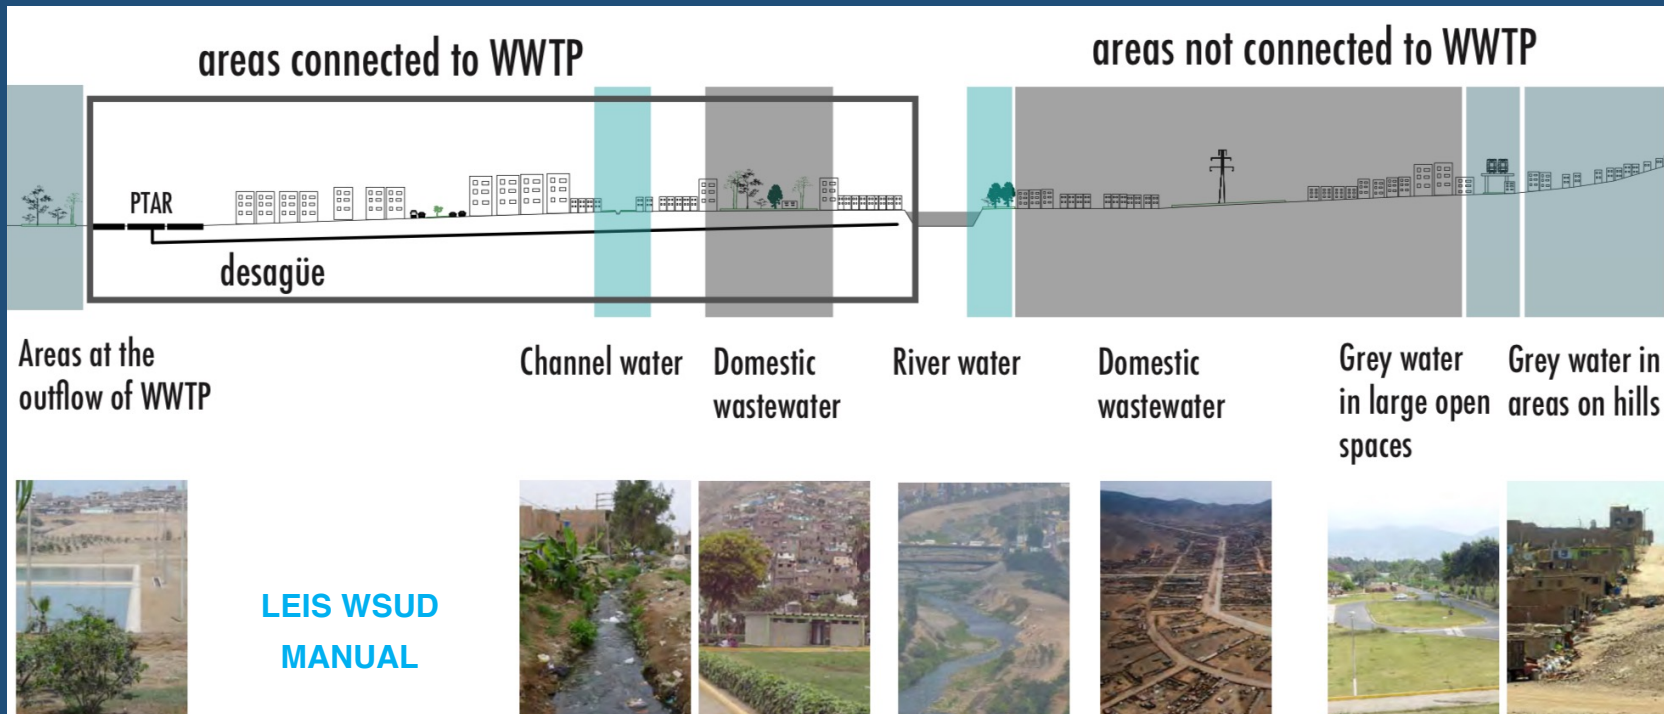 areas connected to WWTP
areas not connected to WWTP
PTAR
desagüe
Areas at the
outflow of WWTP
Channel water
Domestic
wastewater
River water
Domestic
wastewater
Grey water
in large open
spaces
Grey water in
areas on hills
LEIS WSUD
MANUAL